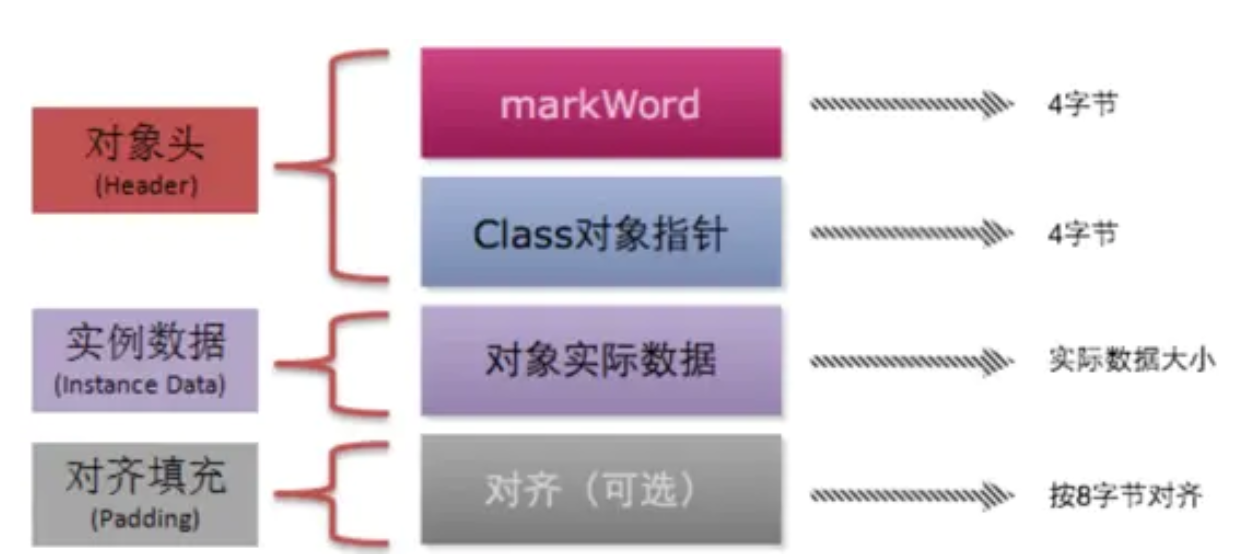 对象头
(Header)
markWord
4字节
Class对象指针
4字节
实例数据
(Instance Data)
对象实际数据
实际数据大小
对齐填充
(Padding)
对齐（可选）
按8字节对齐